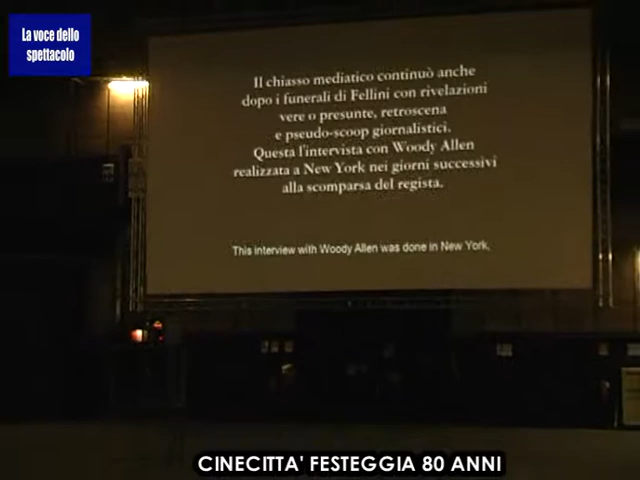 La voce dello
spettacolo
Il chiasso mediatico continuò anche
dopo i funerali di Fellini con rivelazioni
vere o presunte, retroscena
e pseudo-scoop giornalistici.
Questa l'intervista con Woody Allen
realizzata a New York nei giorni successivi
alla scomparsa del regista.
This interview with Woody Allen was done in New York,
CINECITTA' FESTEGGIA 80 ANNI